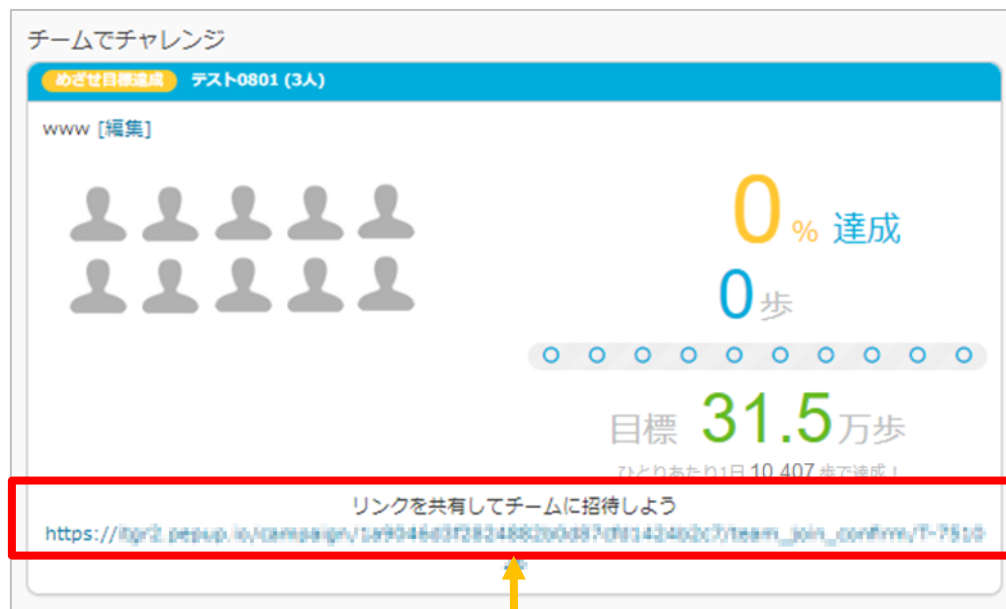 チームでチャレンジ
めざせ目標達成 テスト0801 (3人)
www [編集]
0 % 達成
0 歩
目標 31.5 万歩
ひとりあたり1日 10,407 歩で達成！
リンクを共有してチームに招待しよう
https://